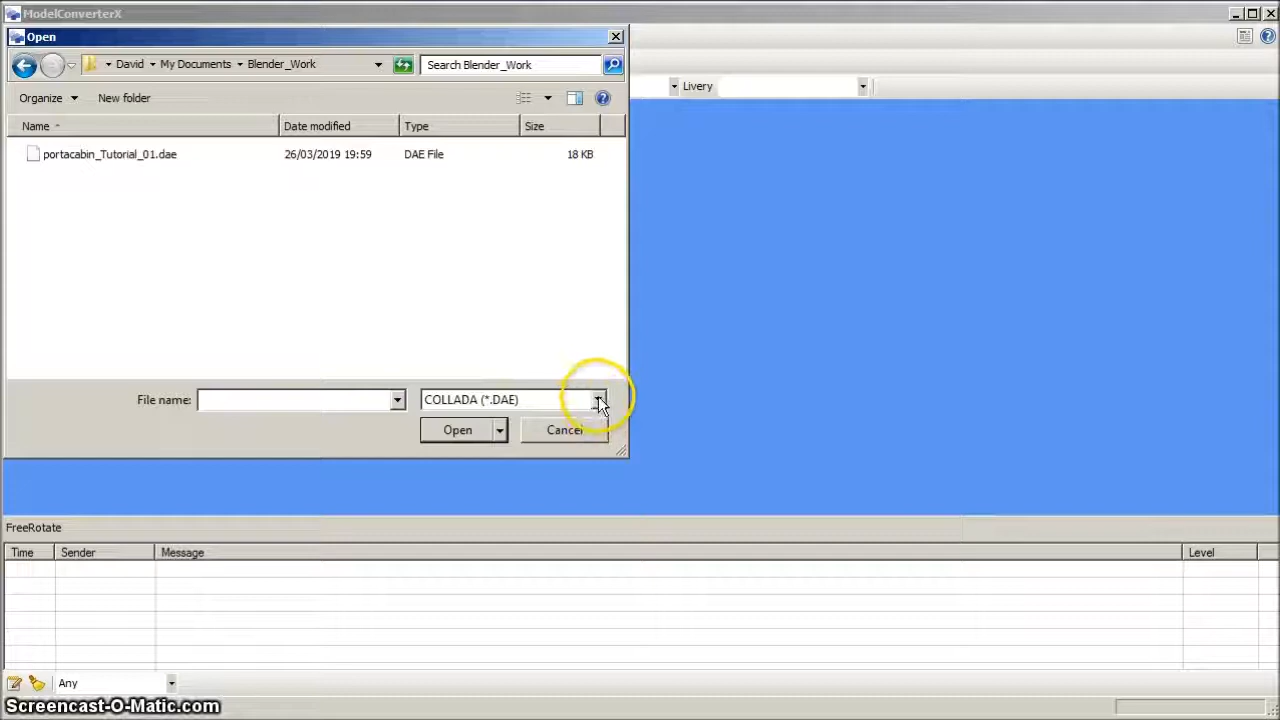 ModelConverterX
Open
David My Documents Blender_Work
Search Blender_Work
Livery
Organize New folder
Name Date modified Type Size
portacabin_Tutorial_01.dae 26/03/2019 19:59 DAE File 18 KB
File name: COLLADA (*.DAE)
Open Cancel
FreeRotate
Time Sender Message Level
Any
Screencast-O-Matic.com